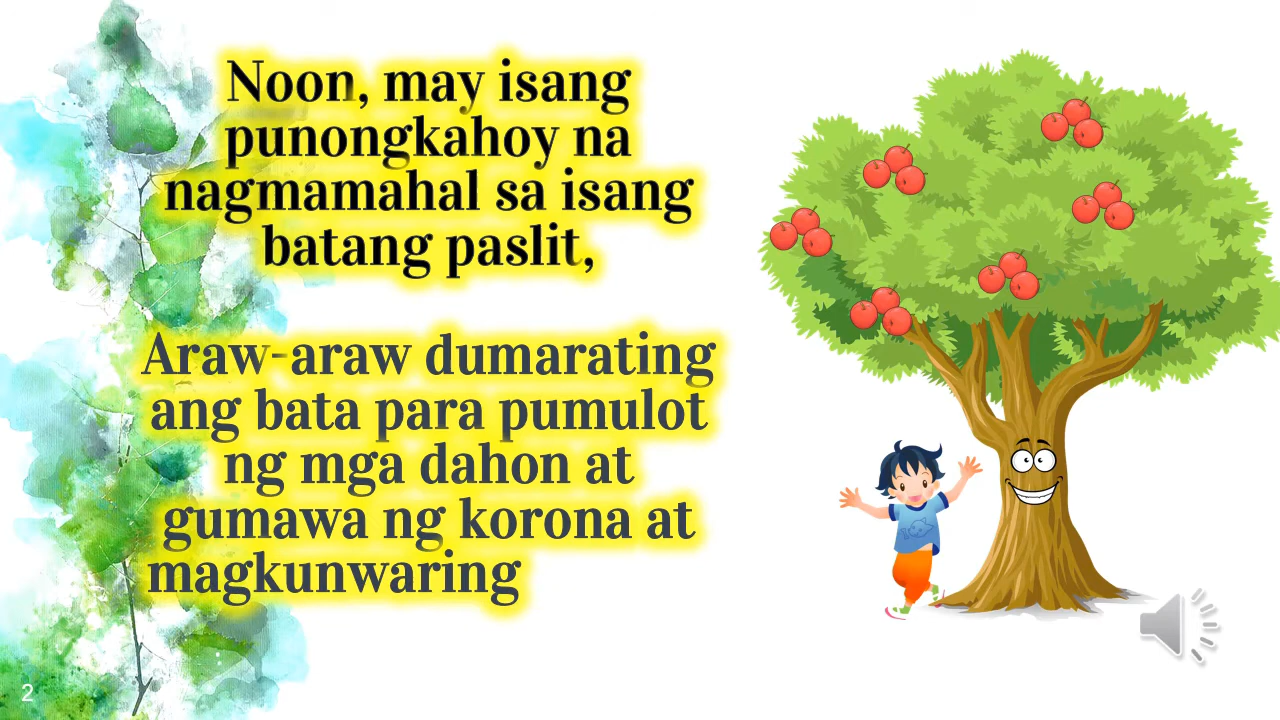 Noon, may isang
punongkahoy na
nagmamahal sa isang
batang paslit,
Araw-araw dumarating
ang bata para pumulot
ng mga dahon at
gumawa ng korona at
magkunwaring
2